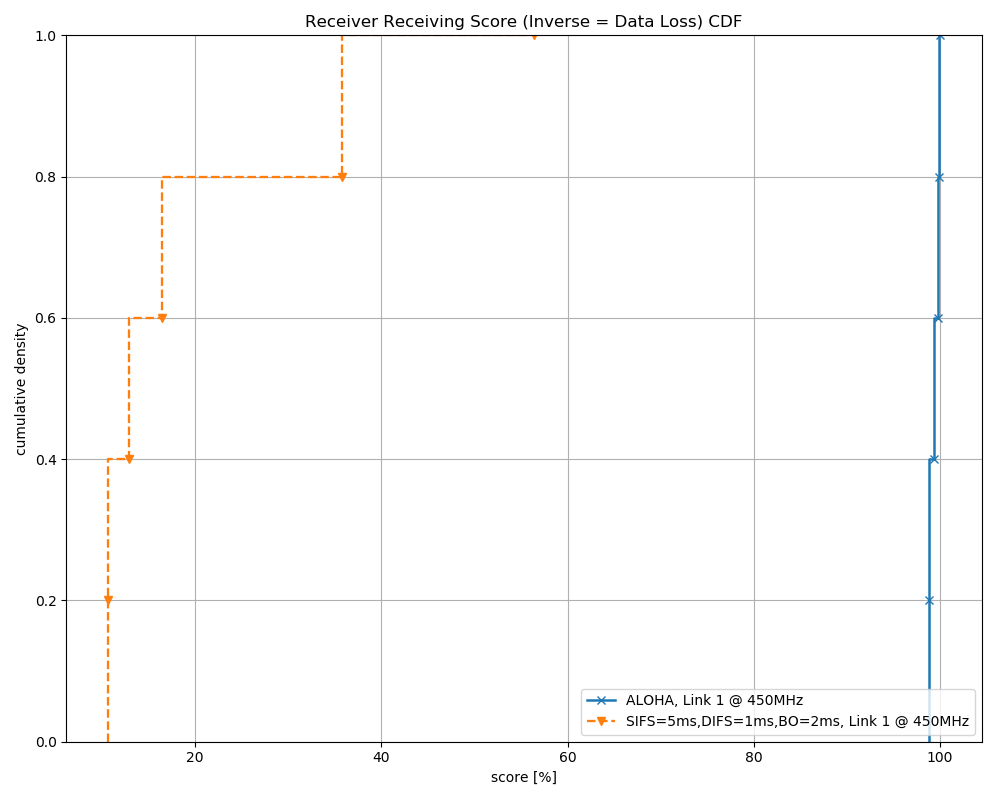 Receiver Receiving Score (Inverse = Data Loss) CDF
cumulative density
1.0
0.8
0.6
0.4
0.2
0.0
ALOHA, Link 1 @ 450MHz
SIFS=5ms,DIFS=1ms,BO=2ms, Link 1 @ 450MHz
20 40 60 80 100
score [%]